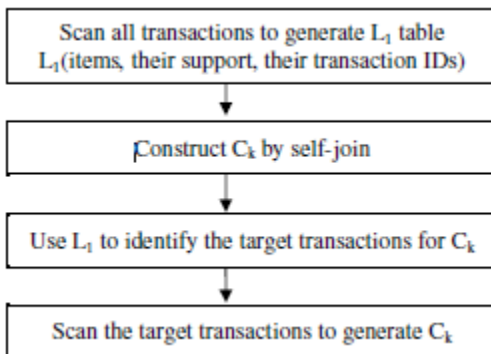 Scan all transactions to generate L₁ table
L₁(items, their support, their transaction IDs)
Construct Cₖ by self-join
Use L₁ to identify the target transactions for Cₖ
Scan the target transactions to generate Cₖ